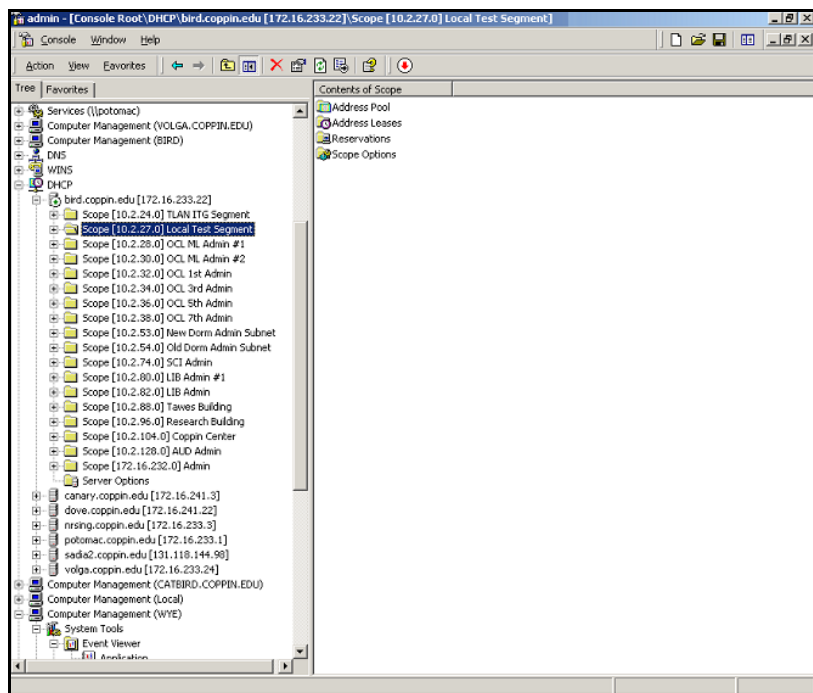 admin - [Console Root\DHCP\bird.coppin.edu [172.16.233.22]\Scope [10.2.27.0] Local Test Segment]
Console Window Help
Action View Favorites
Tree Favorites
Contents of Scope
Services (\\potomac)
Computer Management (VOLGA.COPPIN.EDU)
Computer Management (BIRD)
DNS
WINS
DHCP
bird.coppin.edu [172.16.233.22]
Scope [10.2.24.0] TLAN ITG Segment
Scope [10.2.27.0] Local Test Segment
Scope [10.2.28.0] OCL ML Admin #1
Scope [10.2.30.0] OCL ML Admin #2
Scope [10.2.32.0] OCL 1st Admin
Scope [10.2.34.0] OCL 3rd Admin
Scope [10.2.36.0] OCL 5th Admin
Scope [10.2.38.0] OCL 7th Admin
Scope [10.2.53.0] New Dorm Admin Subnet
Scope [10.2.54.0] Old Dorm Admin Subnet
Scope [10.2.74.0] SCI Admin
Scope [10.2.80.0] LIB Admin #1
Scope [10.2.82.0] LIB Admin
Scope [10.2.88.0] Tawes Building
Scope [10.2.96.0] Research Building
Scope [10.2.104.0] Coppin Center
Scope [10.2.128.0] AUD Admin
Scope [172.16.232.0] Admin
Server Options
canary.coppin.edu [172.16.241.3]
dove.coppin.edu [172.16.241.22]
nrsing.coppin.edu [172.16.233.3]
potomac.coppin.edu [172.16.233.1]
sadia2.coppin.edu [131.118.144.98]
volga.coppin.edu [172.16.233.24]
Computer Management (CATBIRD.COPPIN.EDU)
Computer Management (Local)
Computer Management (WYE)
System Tools
Event Viewer
Application
Address Pool
Address Leases
Reservations
Scope Options